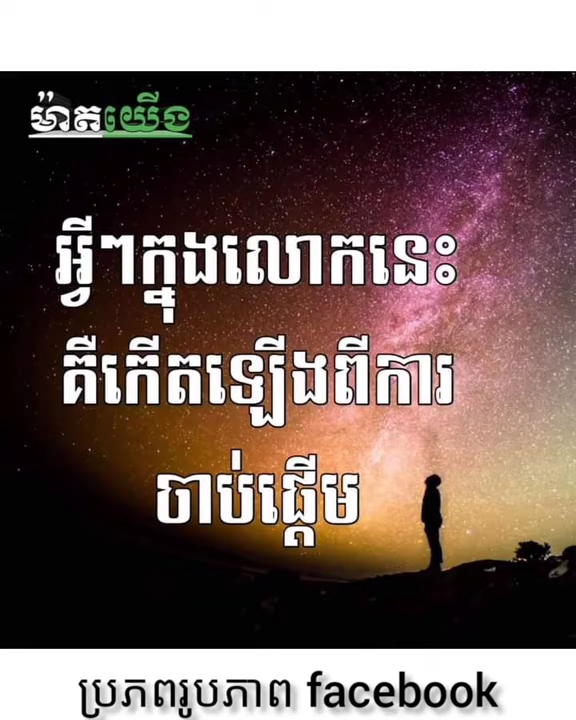 ម៉ាតយើង
អ្វីៗក្នុងលោកនេះ
គឺកើតឡើងពីការ
ចាប់ផ្តើម
ប្រភពរូបភាព facebook